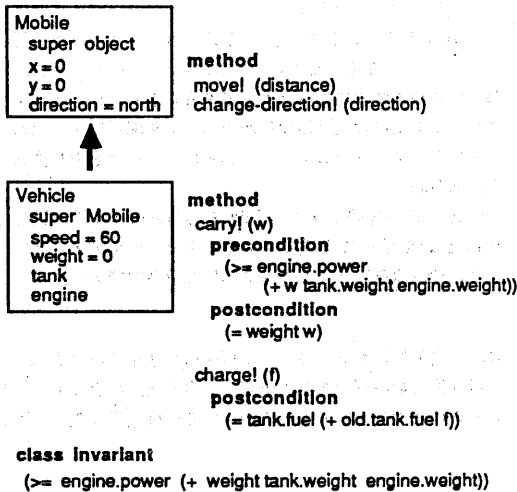 Mobile
super object
x = 0
y = 0
direction = north
method
move! (distance)
change-direction! (direction)
Vehicle
super Mobile
speed = 60
weight = 0
tank
engine
method
carry! (w)
precondition
(>= engine.power
(+ w tank.weight engine.weight))
postcondition
(= weight w)
charge! (f)
postcondition
(= tank.fuel (+ old.tank.fuel f))
class invariant
(>= engine.power (+ weight tank.weight engine.weight))